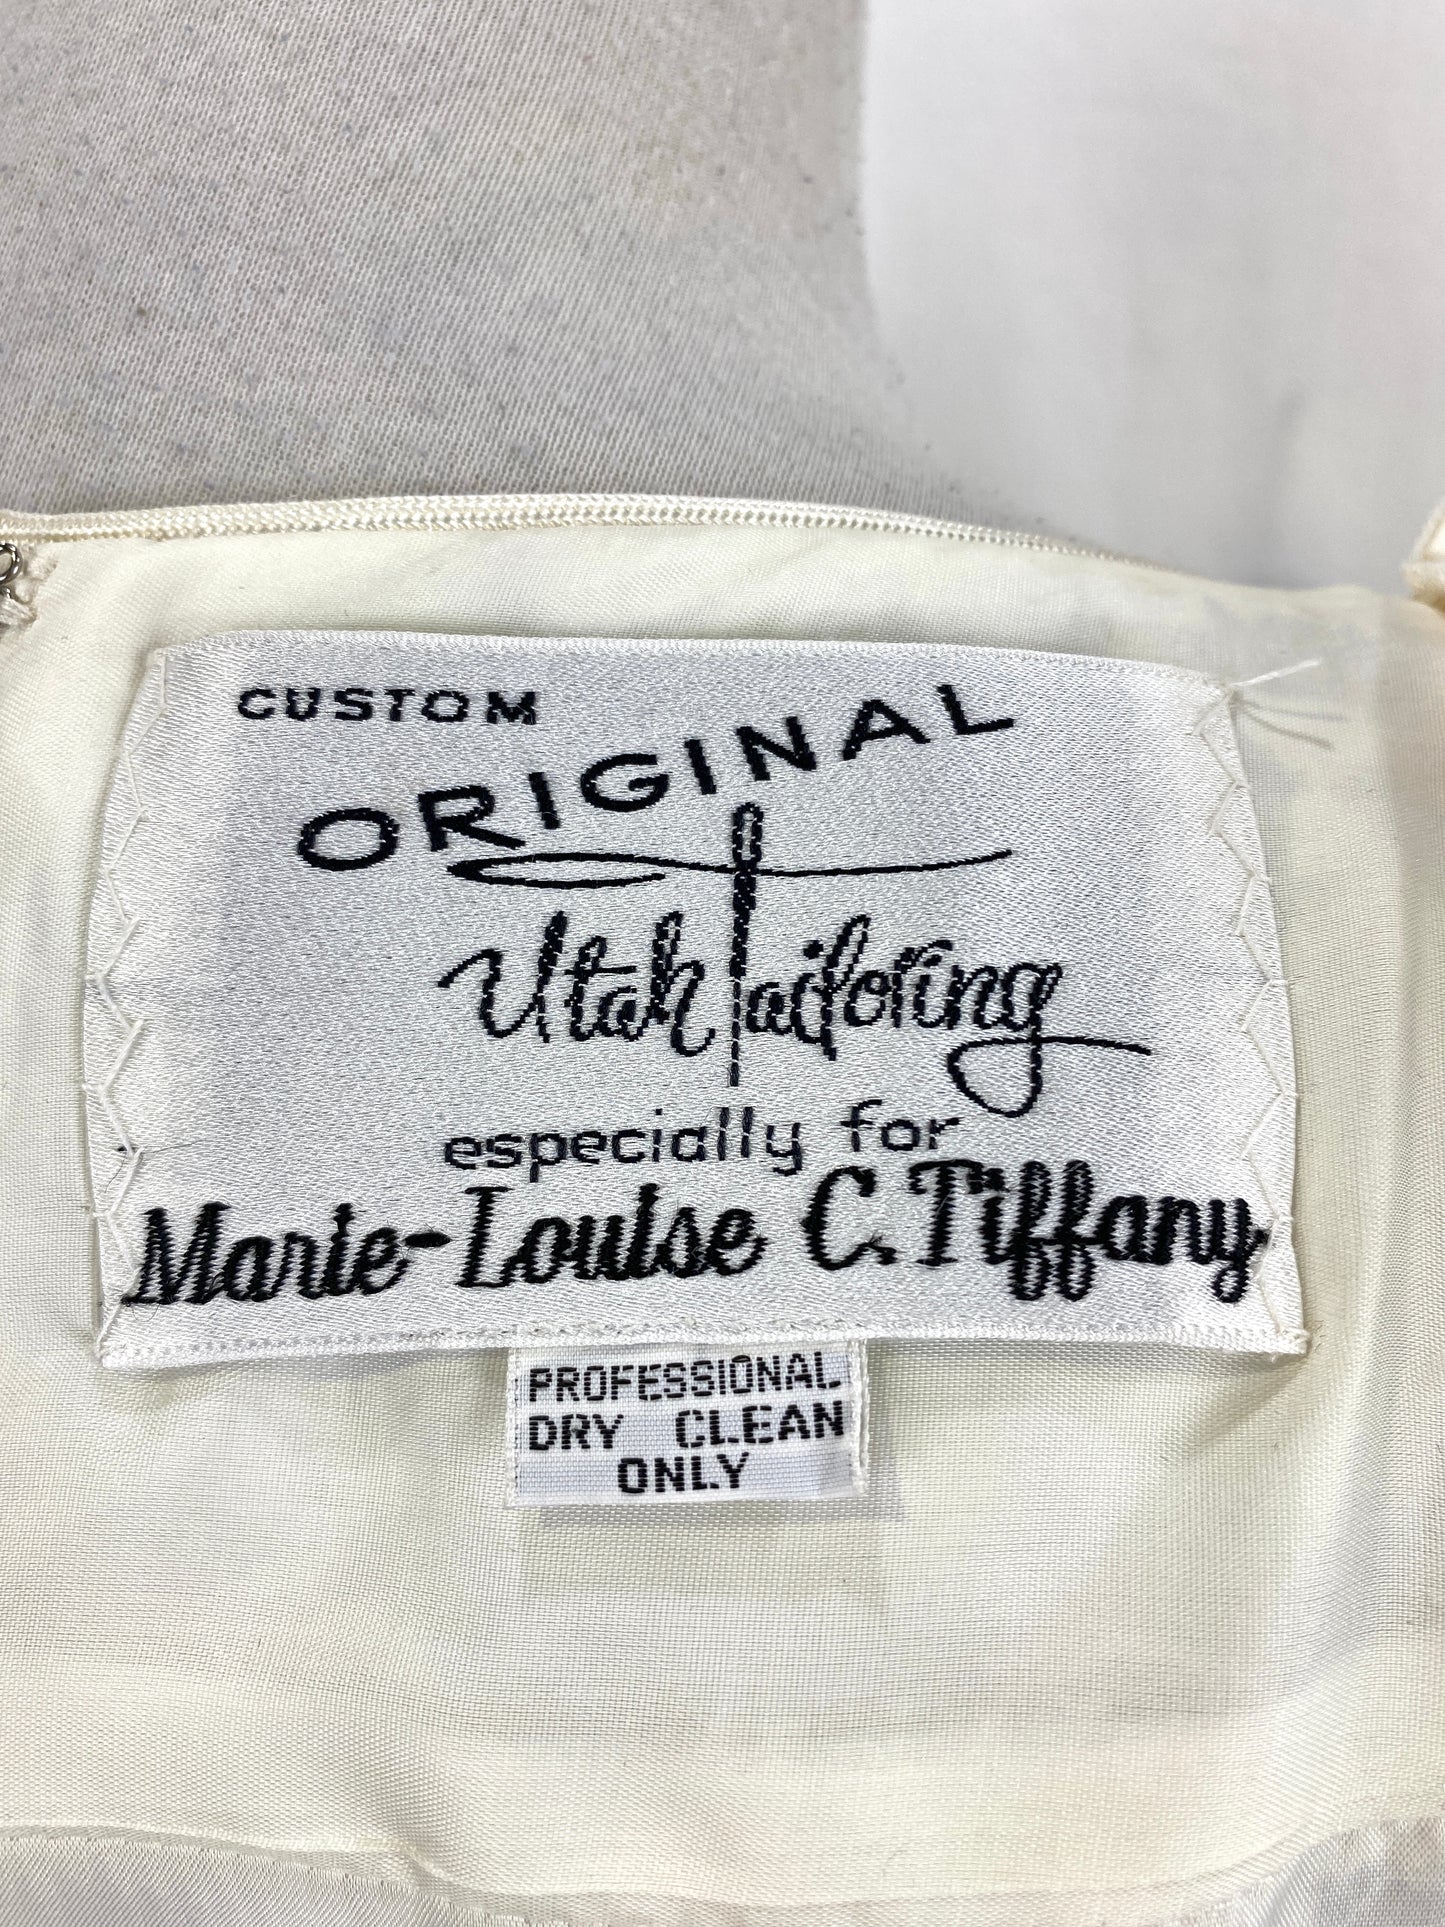 CUSTOM
ORIGINAL
Utah Tailoring
especially for
Marie-Louise C. Tiffany
PROFESSIONAL
DRY CLEAN
ONLY